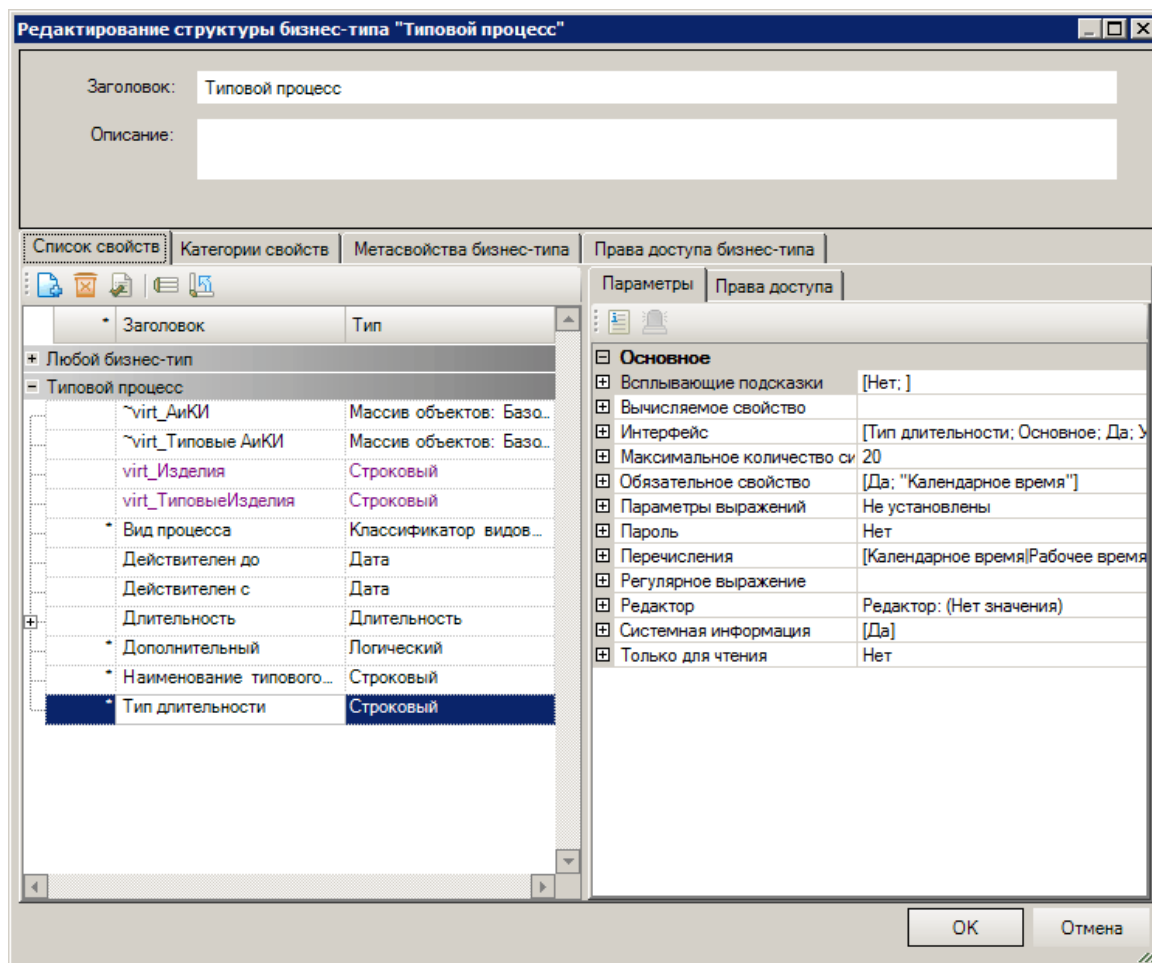 Редактирование структуры бизнес-типа "Типовой процесс"
Заголовок: Типовой процесс
Описание:
Список свойств Категории свойств Метасвойства бизнес-типа Права доступа бизнес-типа
Параметры Права доступа
* Заголовок Тип
Любой бизнес-тип
Типовой процесс
~virt_АиКИ Массив объектов: Базо...
~virt_Типовые АиКИ Массив объектов: Базо...
virt_Изделия Строковый
virt_ТиповыеИзделия Строковый
* Вид процесса Классификатор видов...
Действителен до Дата
Действителен с Дата
Длительность Длительность
* Дополнительный Логический
* Наименование типового... Строковый
* Тип длительности Строковый
Основное
Всплывающие подсказки [Нет; ]
Вычисляемое свойство
Интерфейс [Тип длительности; Основное; Да; У
Максимальное количество си 20
Обязательное свойство [Да; "Календарное время"]
Параметры выражений Не установлены
Пароль Нет
Перечисления [Календарное время|Рабочее время
Регулярное выражение
Редактор Редактор: (Нет значения)
Системная информация [Да]
Только для чтения Нет
OK Отмена